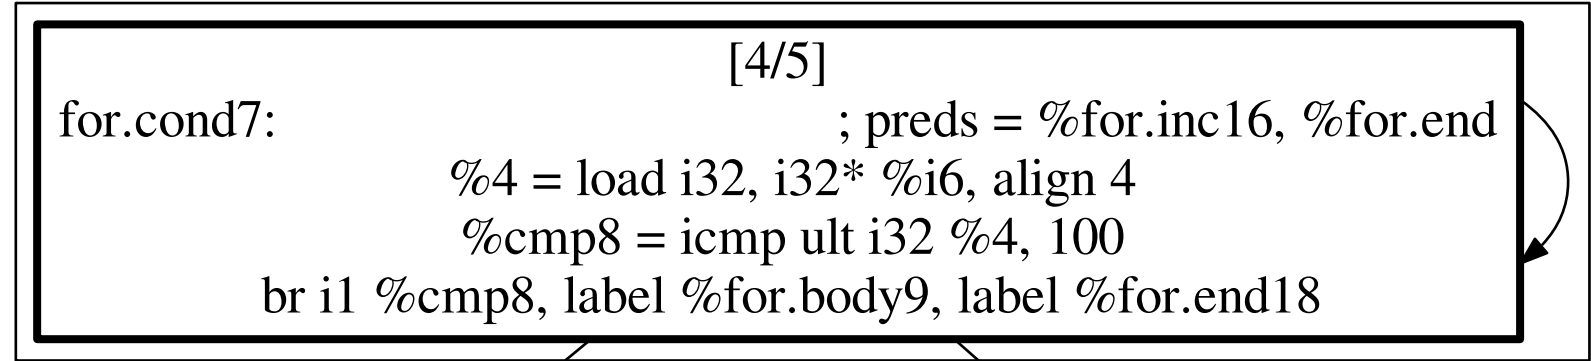 [4/5]
for.cond7: ; preds = %for.inc16, %for.end
%4 = load i32, i32* %i6, align 4
%cmp8 = icmp ult i32 %4, 100
br i1 %cmp8, label %for.body9, label %for.end18